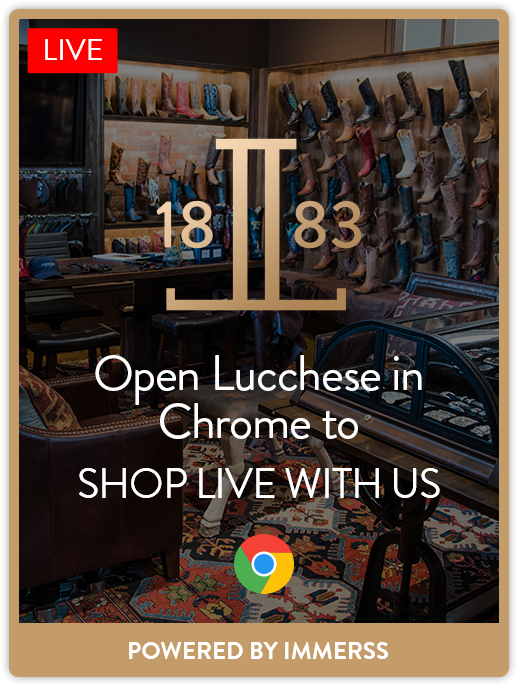 LIVE
18 83
Open Lucchese in
Chrome to
SHOP LIVE WITH US
POWERED BY IMMERSS